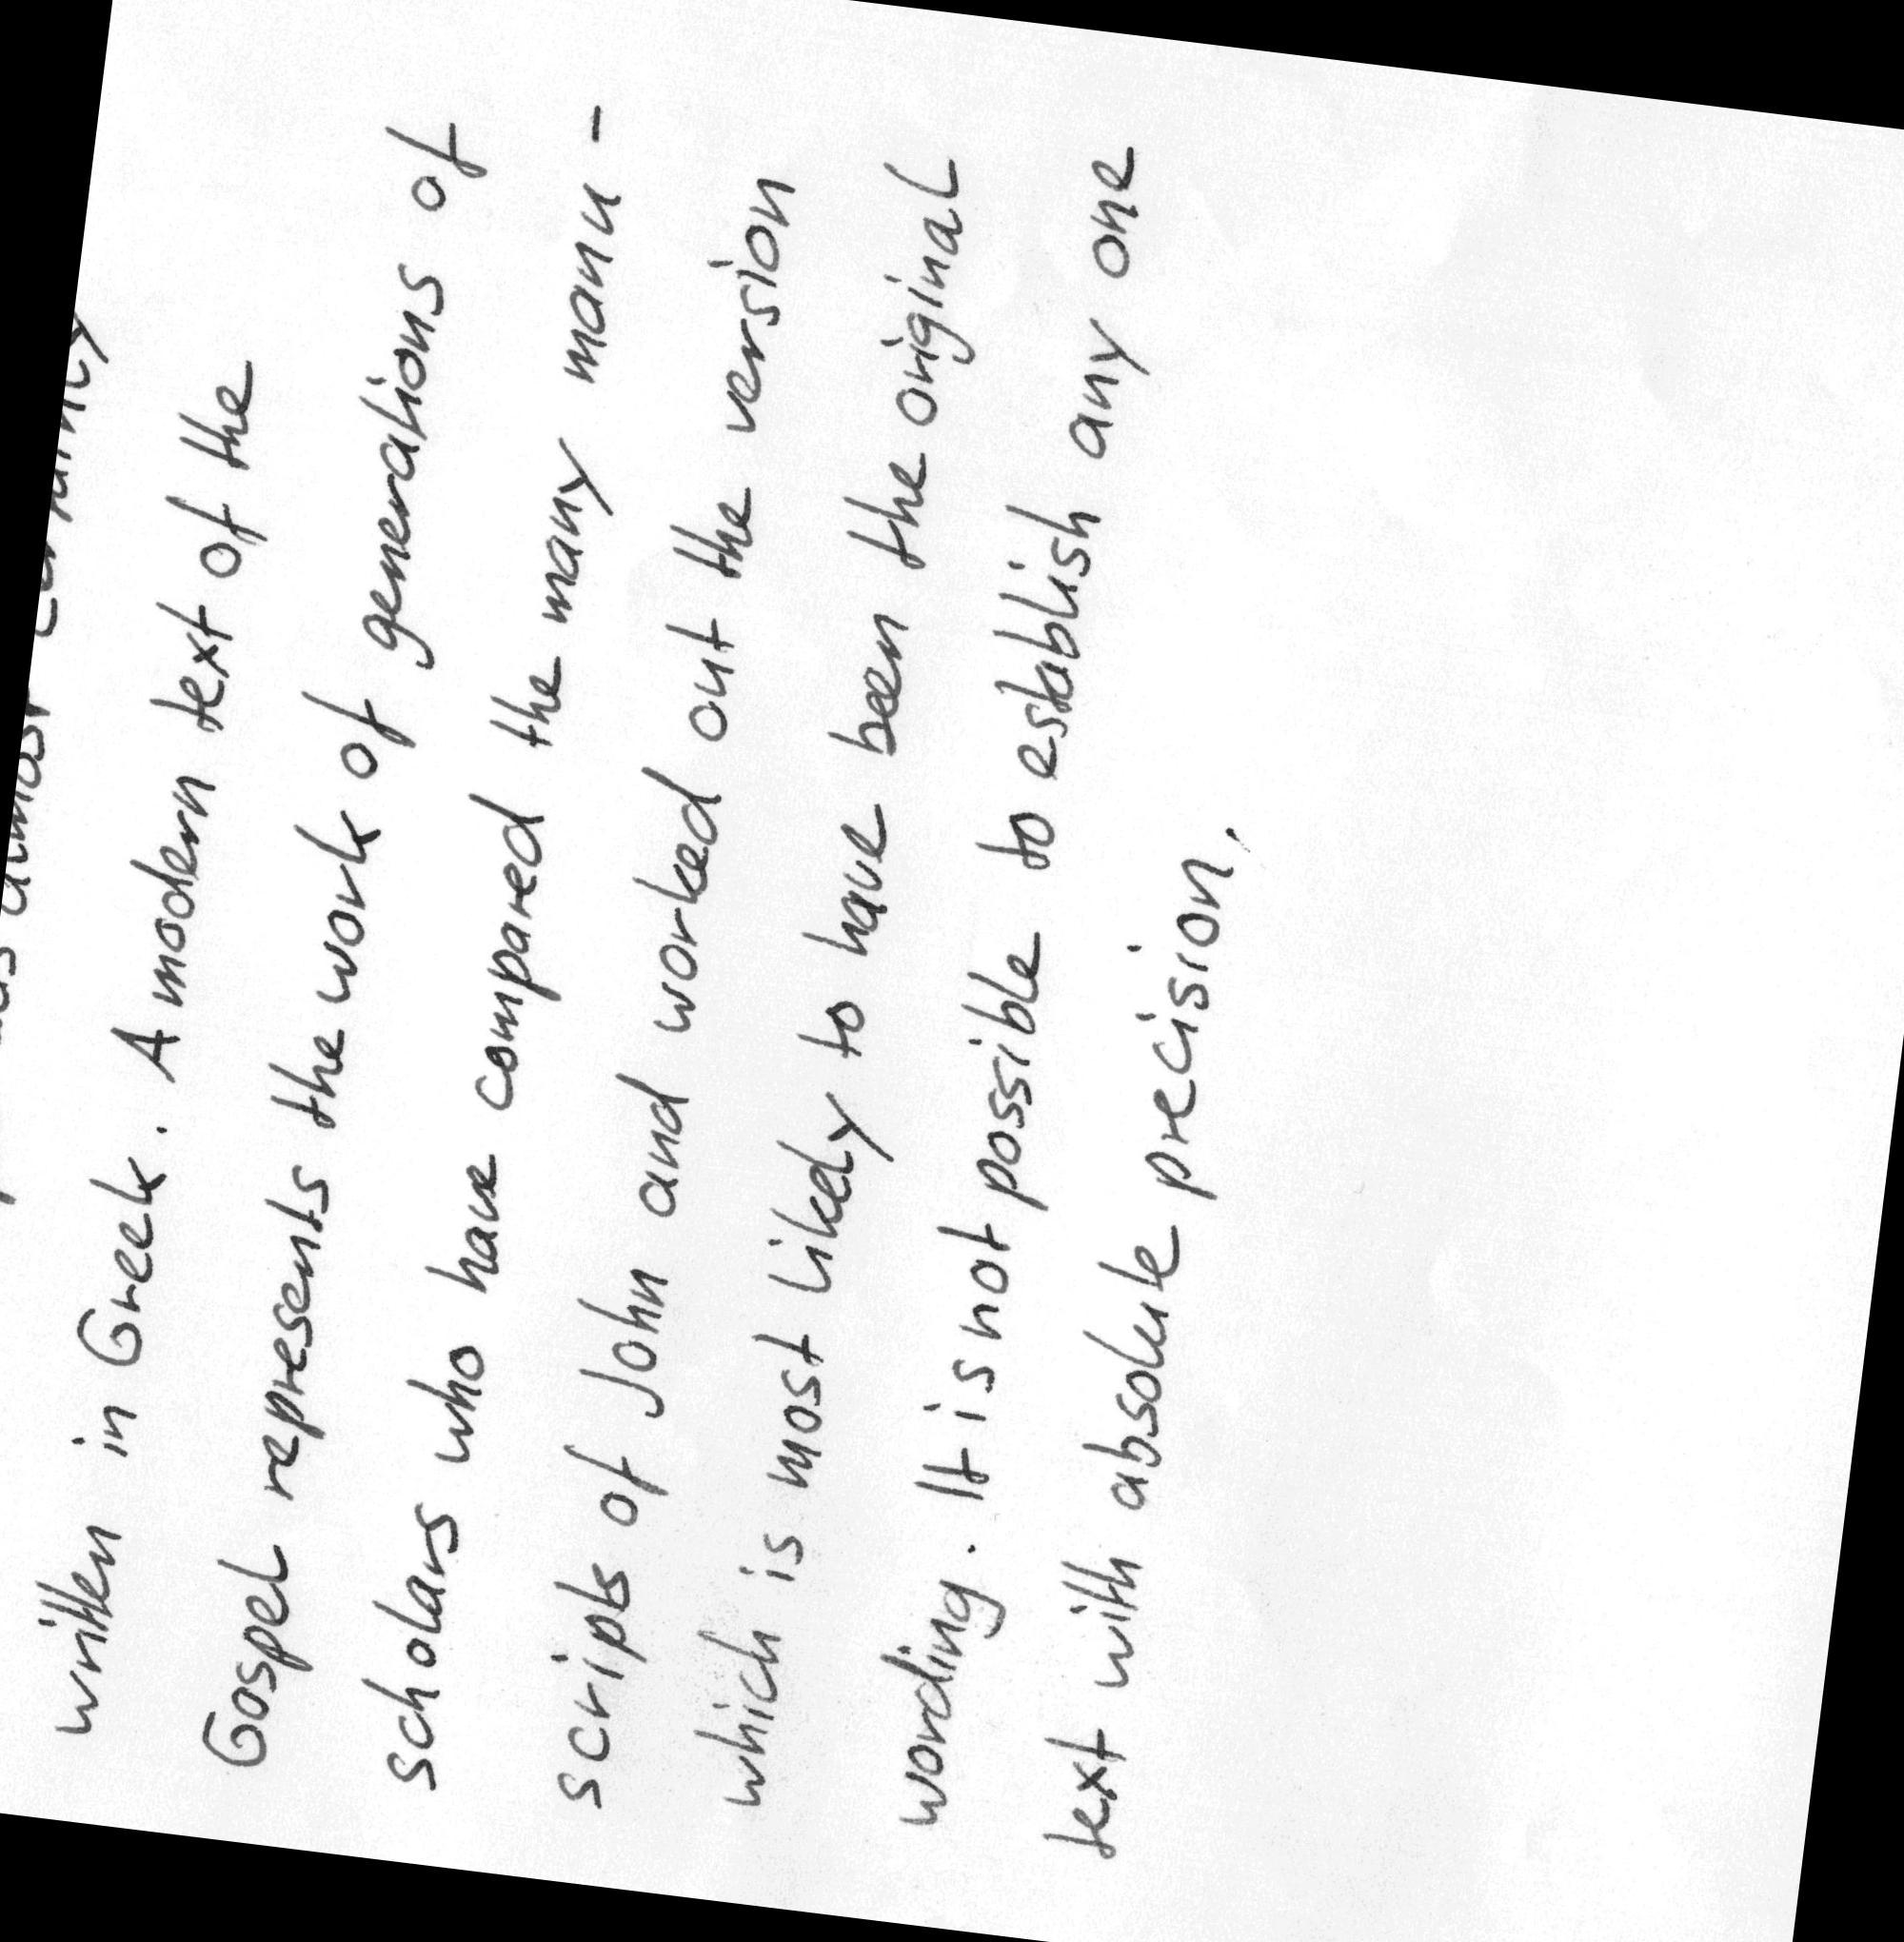 almost certainly
written in Greek. A modern text of the
Gospel represents the work of generations of
scholars who have compared the many manu-
scripts of John and worked out the version
which is most likely to have been the original
wording. It is not possible to establish any one
text with absolute precision.